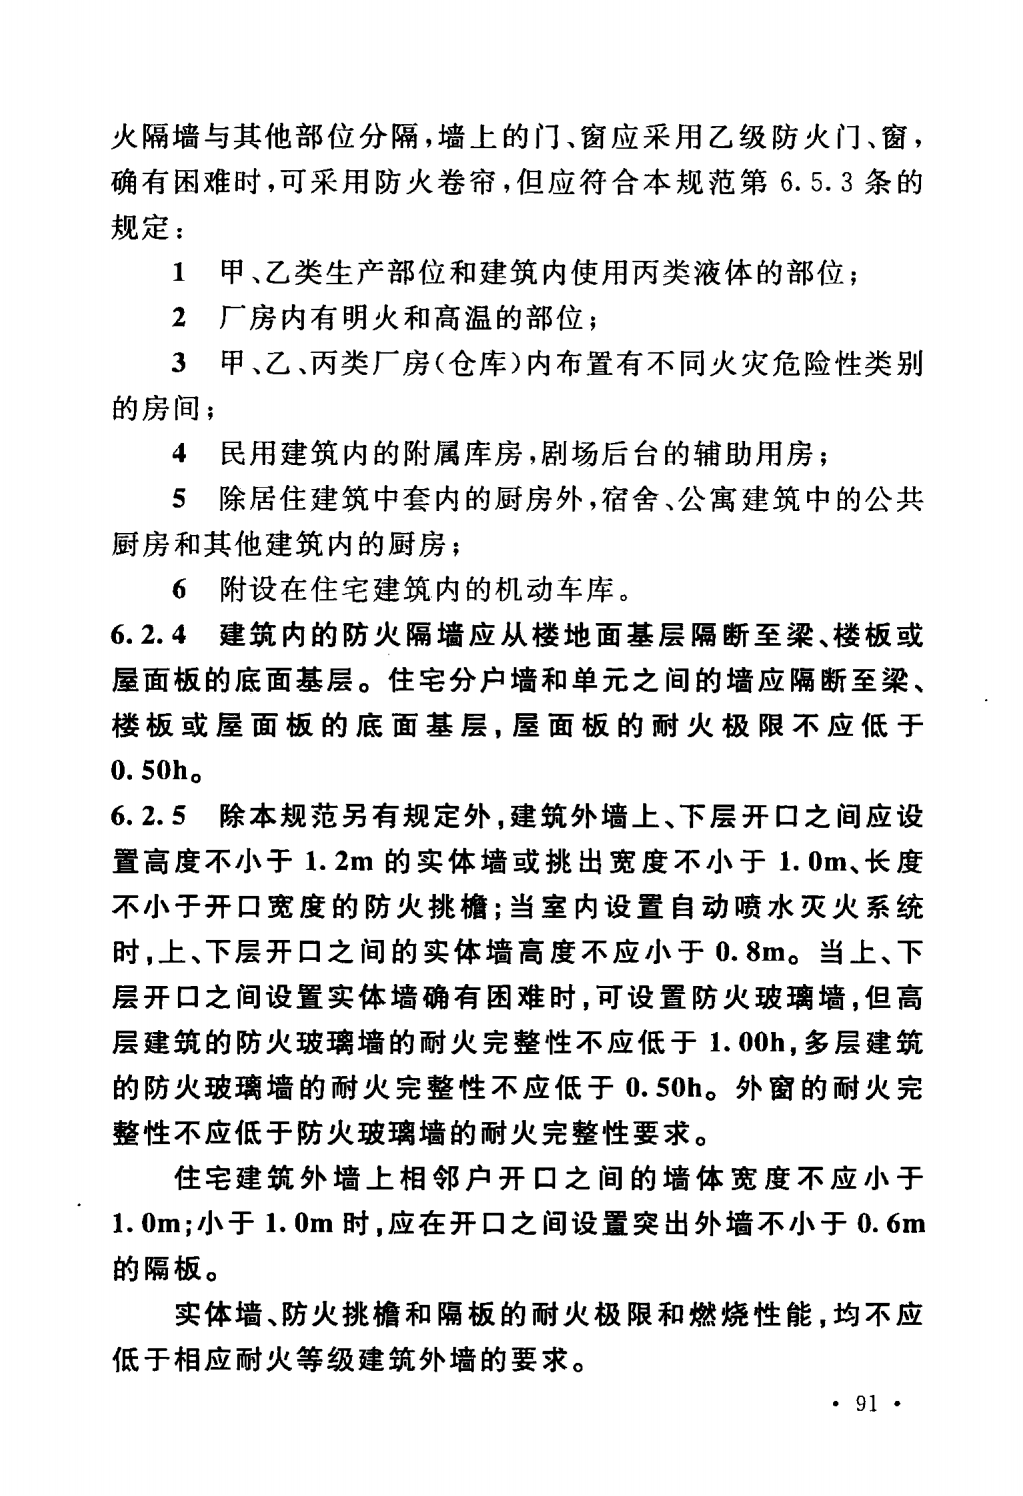 火隔墙与其他部位分隔,墙上的门、窗应采用乙级防火门、窗,
确有困难时,可采用防火卷帘,但应符合本规范第 6.5.3 条的
规定:
1 甲、乙类生产部位和建筑内使用丙类液体的部位;
2 厂房内有明火和高温的部位;
3 甲、乙、丙类厂房(仓库)内布置有不同火灾危险性类别
的房间;
4 民用建筑内的附属库房,剧场后台的辅助用房;
5 除居住建筑中套内的厨房外,宿舍、公寓建筑中的公共
厨房和其他建筑内的厨房;
6 附设在住宅建筑内的机动车库。
6.2.4 建筑内的防火隔墙应从楼地面基层隔断至梁、楼板或
屋面板的底面基层。住宅分户墙和单元之间的墙应隔断至梁、
楼板或屋面板的底面基层,屋面板的耐火极限不应低于
0.50h。
6.2.5 除本规范另有规定外,建筑外墙上、下层开口之间应设
置高度不小于 1.2m 的实体墙或挑出宽度不小于 1.0m、长度
不小于开口宽度的防火挑檐;当室内设置自动喷水灭火系统
时,上、下层开口之间的实体墙高度不应小于 0.8m。当上、下
层开口之间设置实体墙确有困难时,可设置防火玻璃墙,但高
层建筑的防火玻璃墙的耐火完整性不应低于 1.00h,多层建筑
的防火玻璃墙的耐火完整性不应低于 0.50h。外窗的耐火完
整性不应低于防火玻璃墙的耐火完整性要求。
住宅建筑外墙上相邻户开口之间的墙体宽度不应小于
1.0m;小于 1.0m 时,应在开口之间设置突出外墙不小于 0.6m
的隔板。
实体墙、防火挑檐和隔板的耐火极限和燃烧性能,均不应
低于相应耐火等级建筑外墙的要求。
• 91 •